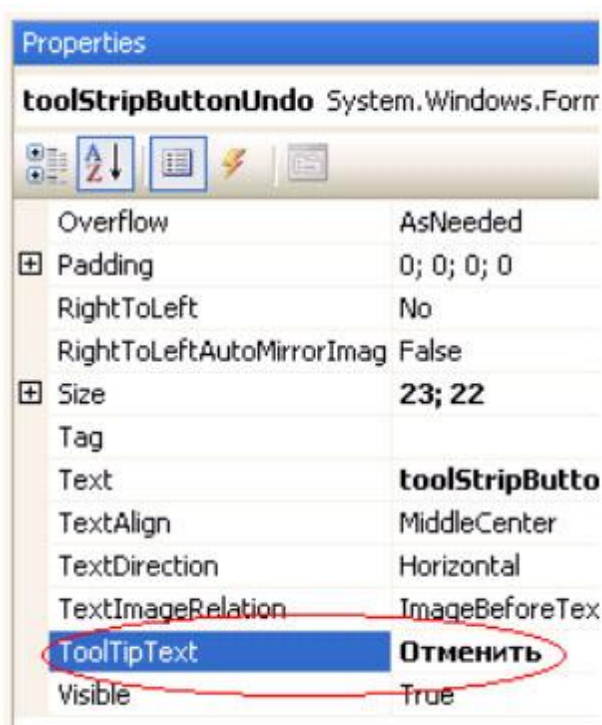 Properties
toolStripButtonUndo System.Windows.Form
Overflow AsNeeded
Padding 0; 0; 0; 0
RightToLeft No
RightToLeftAutoMirrorImag False
Size 23; 22
Tag
Text toolStripButto
TextAlign MiddleCenter
TextDirection Horizontal
TextImageRelation ImageBeforeTex
ToolTipText Отменить
Visible True